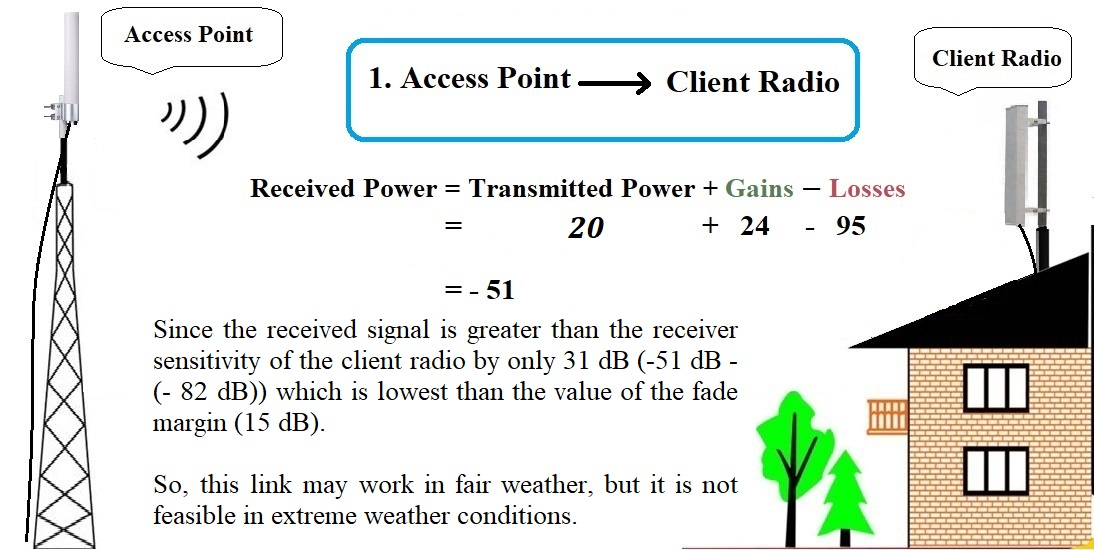 Access Point
Client Radio
1. Access Point ⟶ Client Radio
Received Power = Transmitted Power + Gains − Losses
= 20 + 24 - 95
= - 51
Since the received signal is greater than the receiver
sensitivity of the client radio by only 31 dB (-51 dB -
(- 82 dB)) which is lowest than the value of the fade
margin (15 dB).
So, this link may work in fair weather, but it is not
feasible in extreme weather conditions.